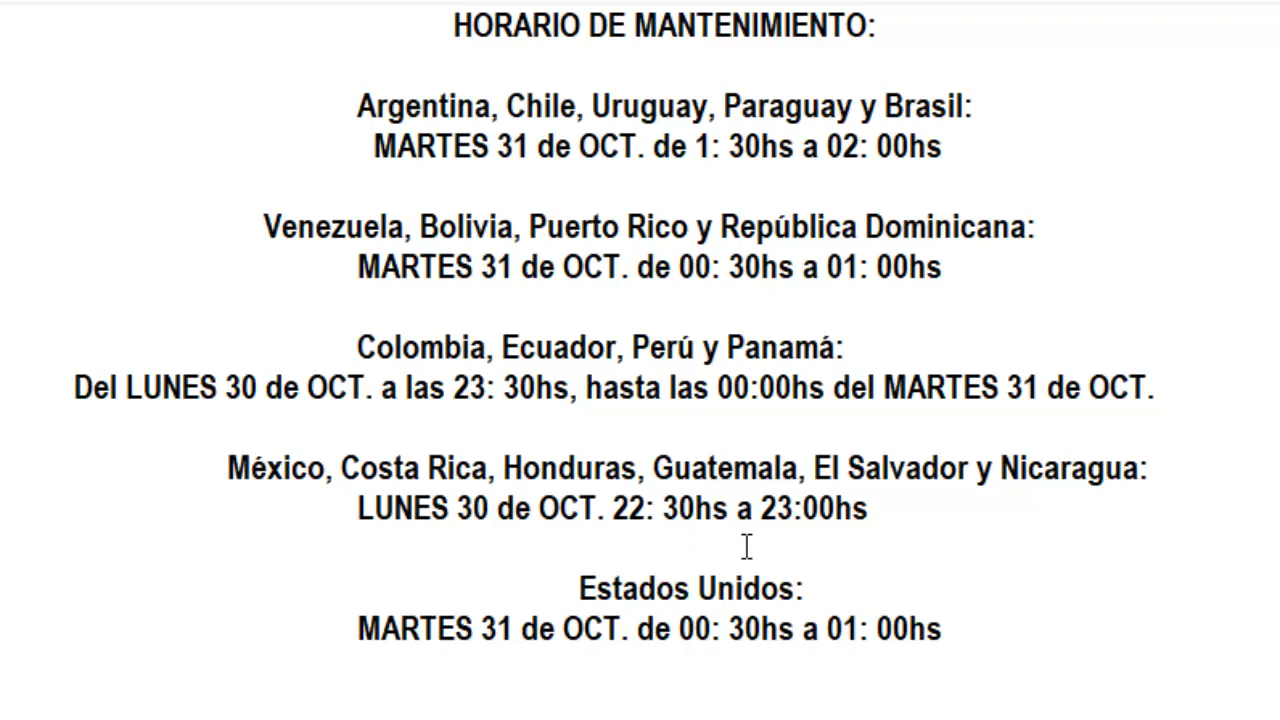 HORARIO DE MANTENIMIENTO:
Argentina, Chile, Uruguay, Paraguay y Brasil:
MARTES 31 de OCT. de 1: 30hs a 02: 00hs
Venezuela, Bolivia, Puerto Rico y República Dominicana:
MARTES 31 de OCT. de 00: 30hs a 01: 00hs
Colombia, Ecuador, Perú y Panamá:
Del LUNES 30 de OCT. a las 23: 30hs, hasta las 00:00hs del MARTES 31 de OCT.
México, Costa Rica, Honduras, Guatemala, El Salvador y Nicaragua:
LUNES 30 de OCT. 22: 30hs a 23:00hs
Estados Unidos:
MARTES 31 de OCT. de 00: 30hs a 01: 00hs